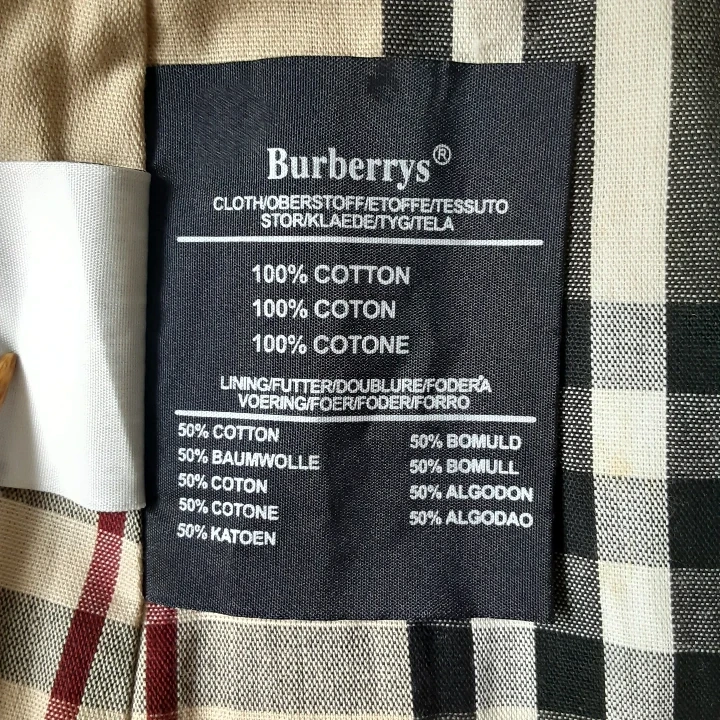 Burberrys®
CLOTH/OBERSTOFF/ETOFFE/TESSUTO
STOR/KLAEDE/TYG/TELA
100% COTTON
100% COTON
100% COTONE
LINING/FUTTER/DOUBLURE/FODERA
VOERING/FOER/FODER/FORRO
50% COTTON
50% BAUMWOLLE
50% COTON
50% COTONE
50% KATOEN
50% BOMULD
50% BOMULL
50% ALGODON
50% ALGODAO